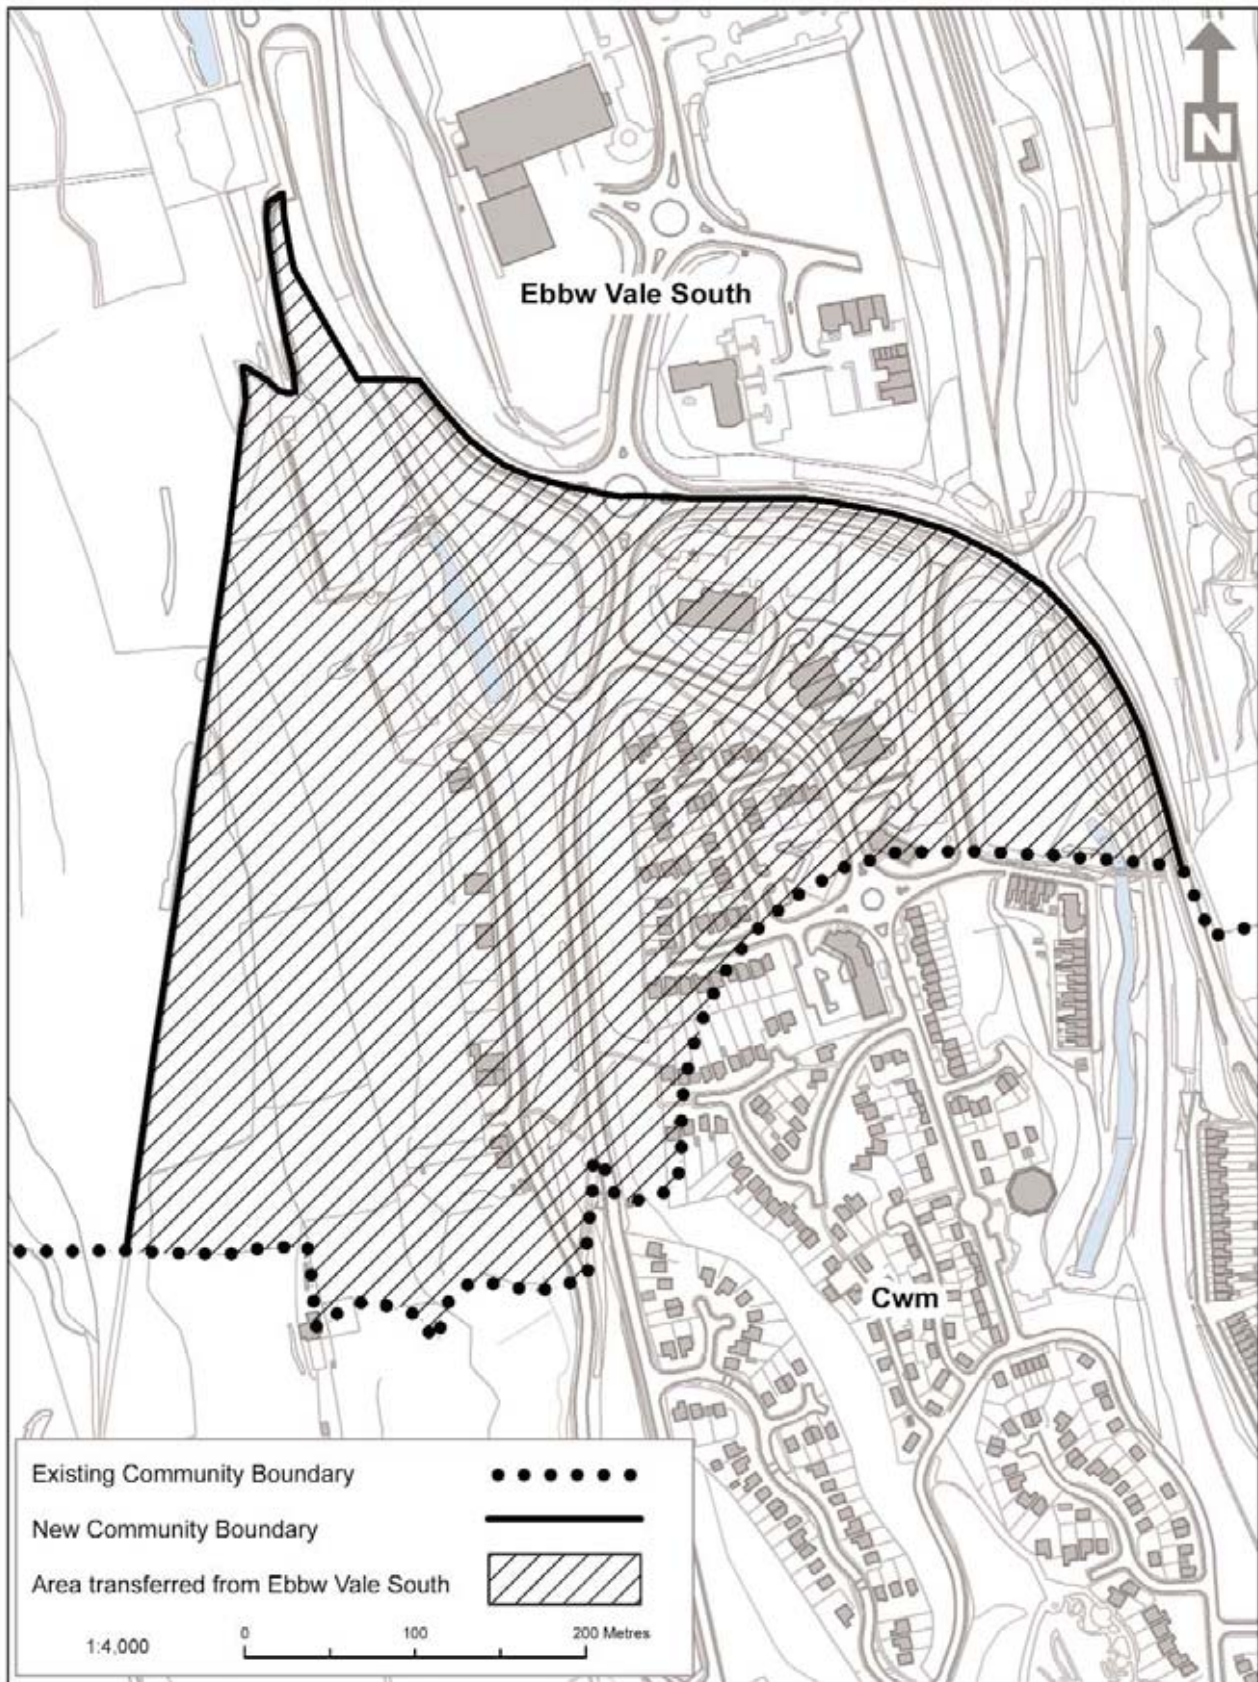 N
Ebbw Vale South
Cwm
Existing Community Boundary
New Community Boundary
Area transferred from Ebbw Vale South
1:4,000
0 100 200 Metres